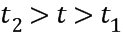 t₂ > t > t₁